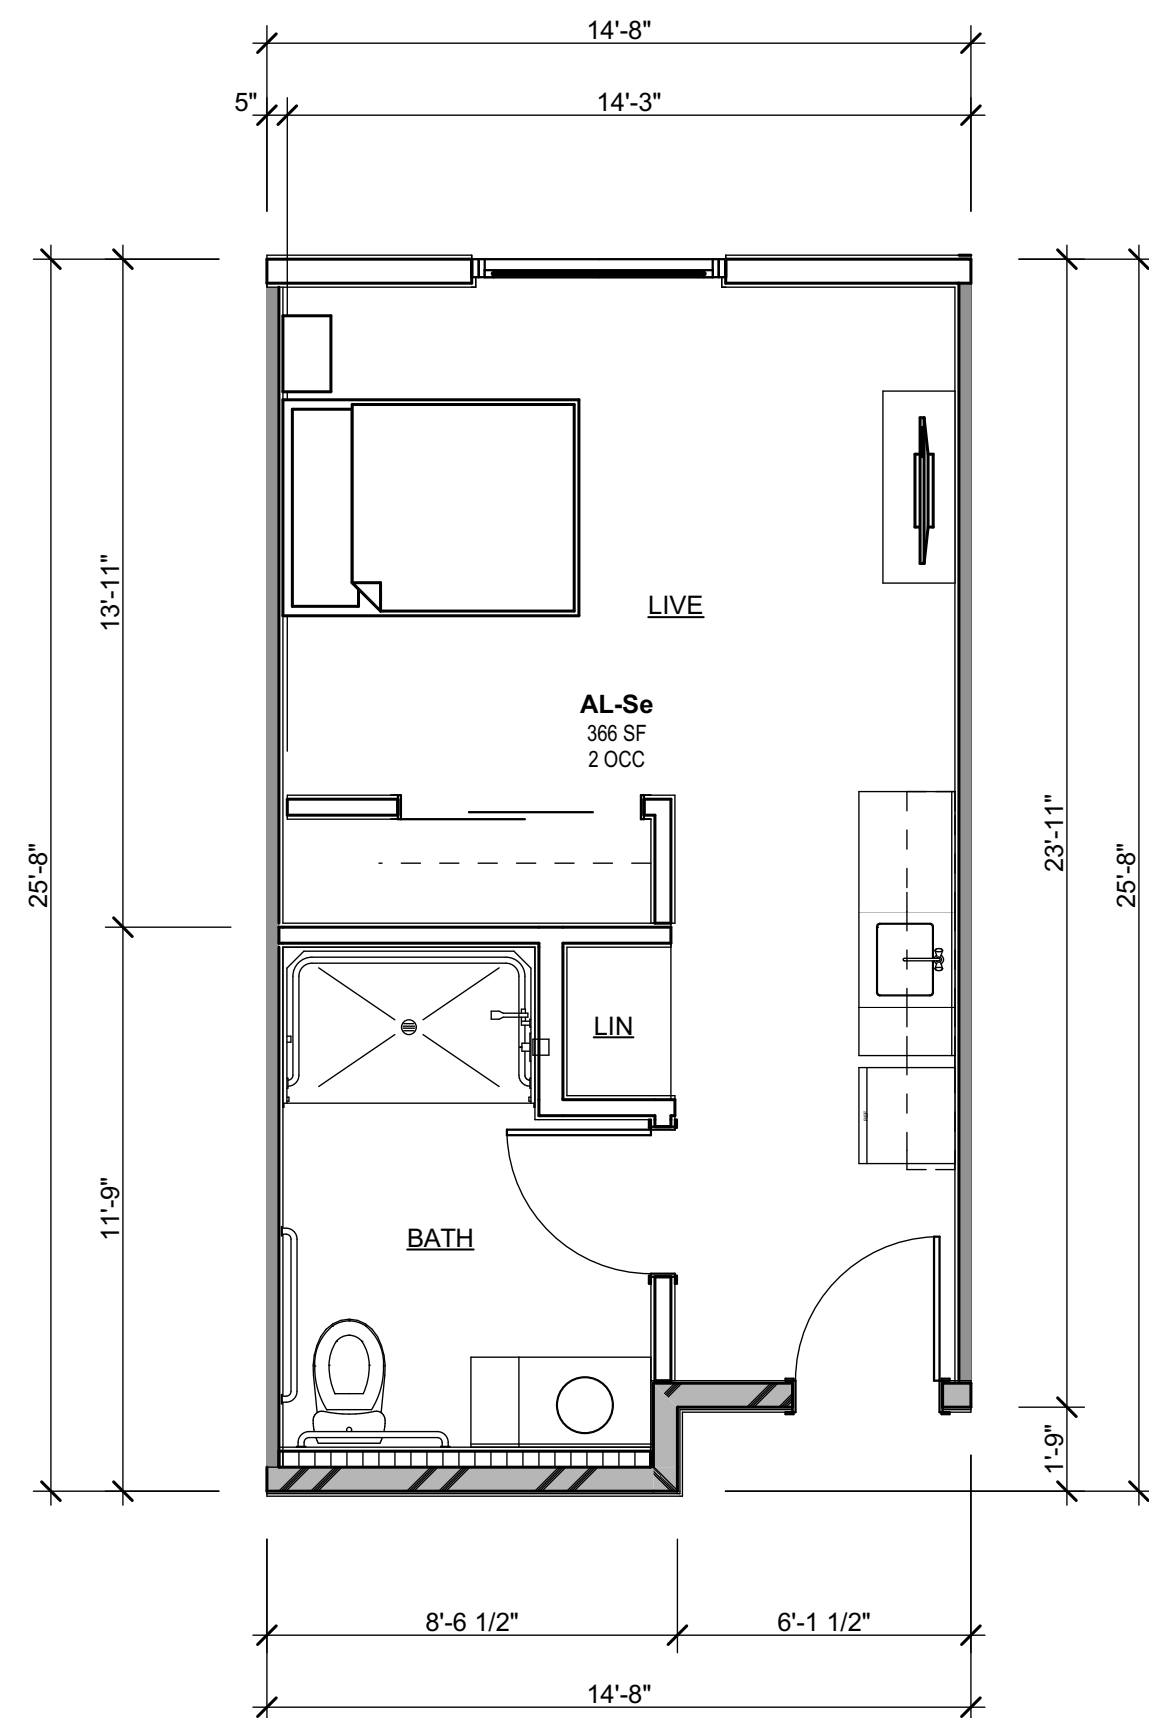 14'-8"
5"
14'-3"
13'-11"
25'-8"
11'-9"
LIVE
AL-Se
366 SF
2 OCC
LIN
BATH
23'-11"
25'-8"
1'-9"
8'-6 1/2"
6'-1 1/2"
14'-8"